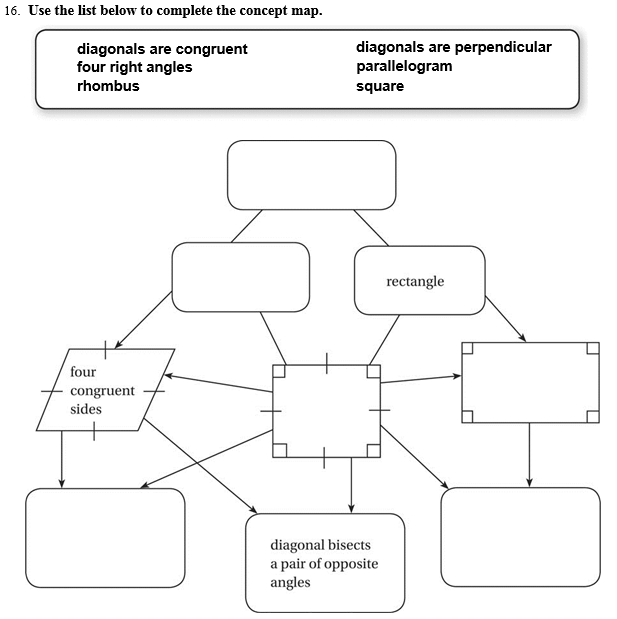 16. Use the list below to complete the concept map.
diagonals are congruent
four right angles
rhombus
diagonals are perpendicular
parallelogram
square
rectangle
four
congruent
sides
diagonal bisects
a pair of opposite
angles